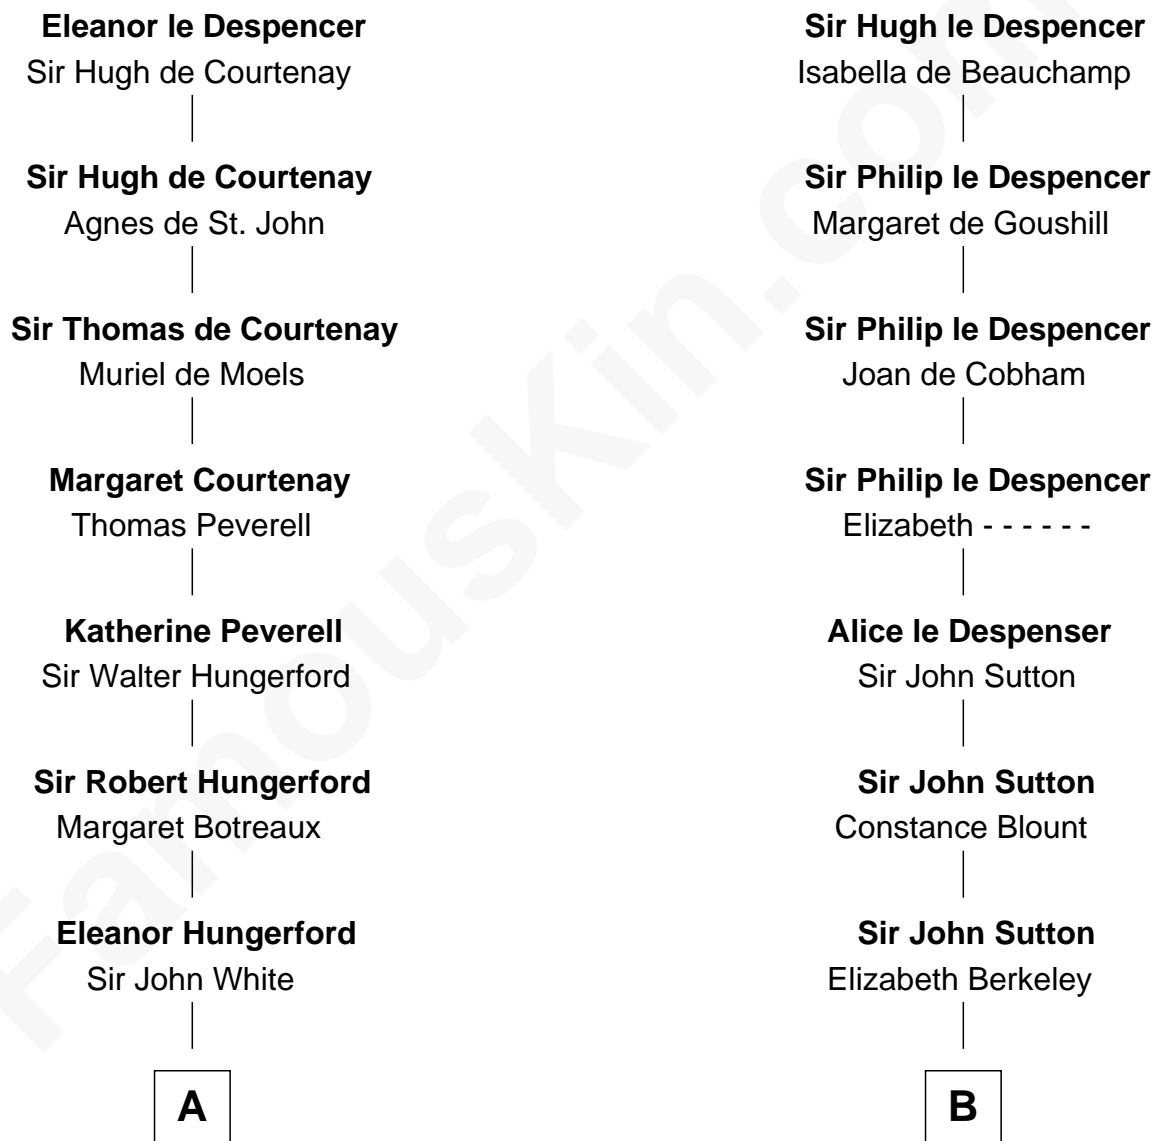 Eleanor le Despencer
Sir Hugh de Courtenay
Sir Hugh de Courtenay
Agnes de St. John
Sir Thomas de Courtenay
Muriel de Moels
Margaret Courtenay
Thomas Peverell
Katherine Peverell
Sir Walter Hungerford
Sir Robert Hungerford
Margaret Botreaux
Eleanor Hungerford
Sir John White
A
Sir Hugh le Despencer
Isabella de Beauchamp
Sir Philip le Despencer
Margaret de Goushill
Sir Philip le Despencer
Joan de Cobham
Sir Philip le Despencer
Elizabeth - - - - - -
Alice le Despenser
Sir John Sutton
Sir John Sutton
Constance Blount
Sir John Sutton
Elizabeth Berkeley
B
FamousKin.com